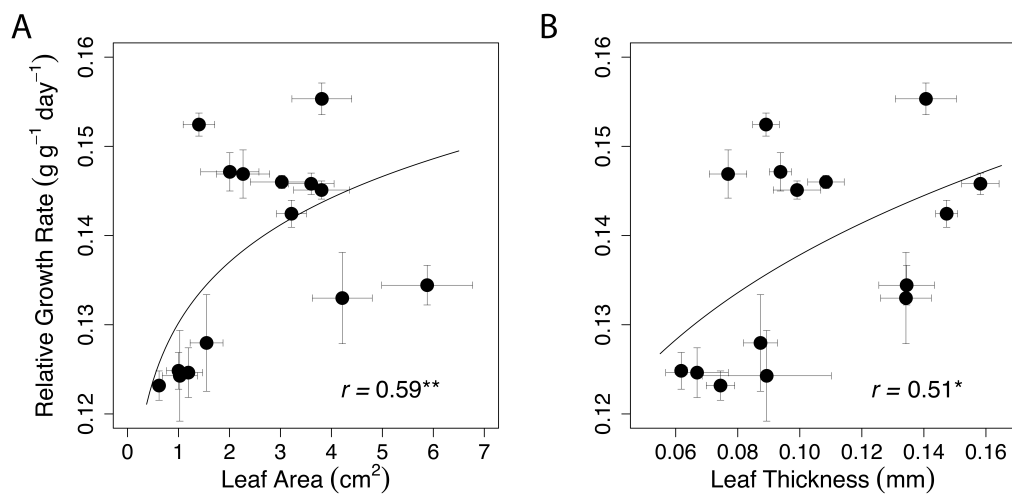 A
B
Relative Growth Rate (g g⁻¹ day⁻¹)
0.16
0.15
0.14
0.13
0.12
r = 0.59**
0 1 2 3 4 5 6 7
Leaf Area (cm²)
0.16
0.15
0.14
0.13
0.12
r = 0.51*
0.06 0.08 0.10 0.12 0.14 0.16
Leaf Thickness (mm)